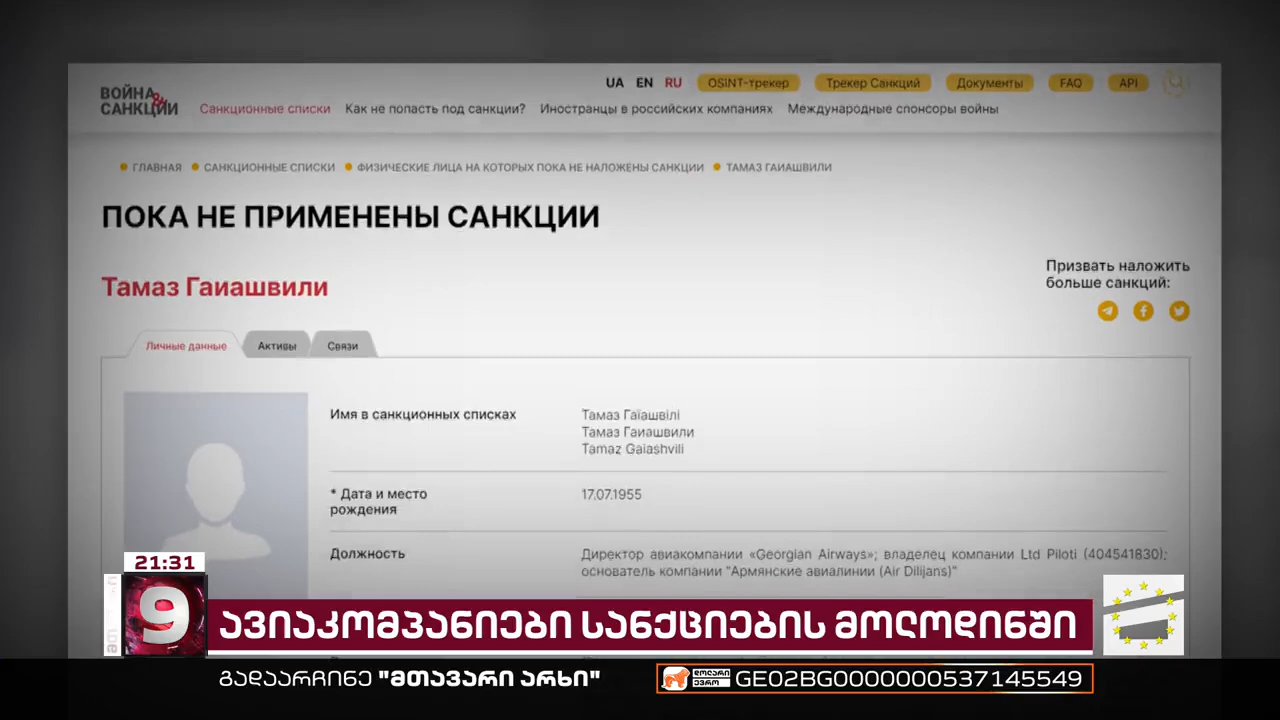 ВОЙНА
&
САНКЦИИ
UA EN RU OSINT-трекер Трекер Санкций Документы FAQ API
Санкционные списки Как не попасть под санкции? Иностранцы в российских компаниях Международные спонсоры войны
ГЛАВНАЯ САНКЦИОННЫЕ СПИСКИ ФИЗИЧЕСКИЕ ЛИЦА НА КОТОРЫХ ПОКА НЕ НАЛОЖЕНЫ САНКЦИИ ТАМАЗ ГАИАШВИЛИ
ПОКА НЕ ПРИМЕНЕНЫ САНКЦИИ
Тамаз Гаиашвили
Призвать наложить
больше санкций:
Личные данные Активы Связи
Имя в санкционных списках
Тамаз Гаїашвілі
Тамаз Гаиашвили
Tamaz Gaiashvili
* Дата и место
рождения
17.07.1955
Должность
Директор авиакомпании «Georgian Airways»; владелец компании Ltd Piloti (404541830);
основатель компании "Армянские авиалинии (Air Dilijans)"
21:31
9
ავიაკომპანიები სანქციების მოლოდინში
გადაარჩინე "მთავარი არხი"
დოლარი
ევრო
GE02BG0000000537145549